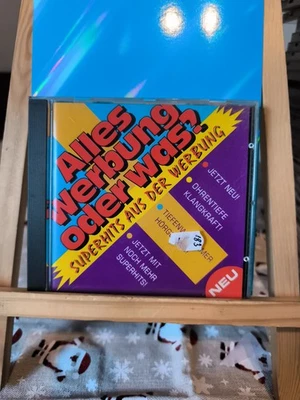 Alles
werbung,
oder was?
SUPERHITS AUS DER WERBUNG
JETZT NEU!
OHRENTIEFE
KLANGKRAFT!
JETZT MIT
NOCH MEHR
SUPERHITS!
NEU